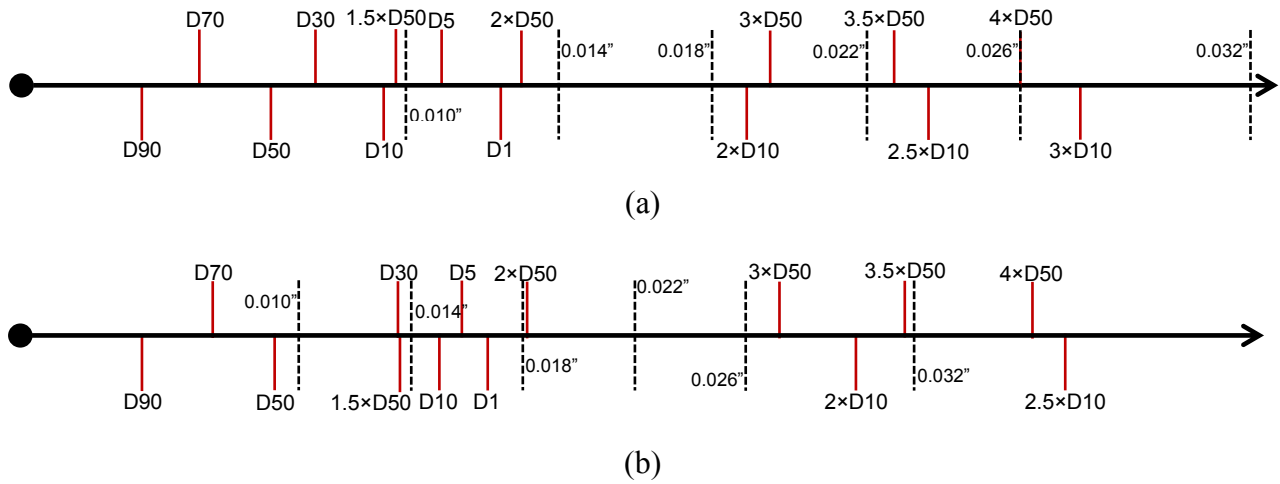 D70 D30 1.5×D50 D5 2×D50 3×D50 3.5×D50 4×D50
0.014” 0.018” 0.022” 0.026” 0.032”
0.010”
D90 D50 D10 D1 2×D10 2.5×D10 3×D10
(a)
D70 D30 D5 2×D50 3×D50 3.5×D50 4×D50
0.010” 0.014” 0.022”
0.018” 0.026” 0.032”
D90 D50 1.5×D50 D10 D1 2×D10 2.5×D10
(b)